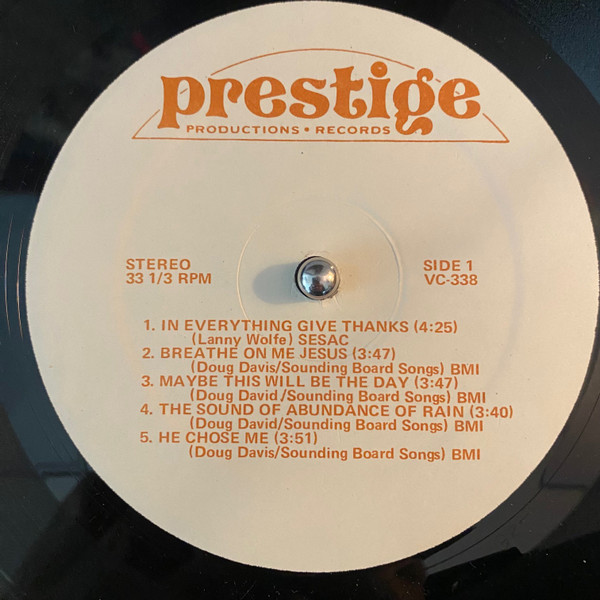 prestige
PRODUCTIONS • RECORDS
STEREO
33 1/3 RPM
SIDE 1
VC-338
1. IN EVERYTHING GIVE THANKS (4:25)
(Lanny Wolfe) SESAC
2. BREATHE ON ME JESUS (3:47)
(Doug Davis/Sounding Board Songs) BMI
3. MAYBE THIS WILL BE THE DAY (3:47)
(Doug David/Sounding Board Songs) BMI
4. THE SOUND OF ABUNDANCE OF RAIN (3:40)
(Doug David/Sounding Board Songs) BMI
5. HE CHOSE ME (3:51)
(Doug Davis/Sounding Board Songs) BMI